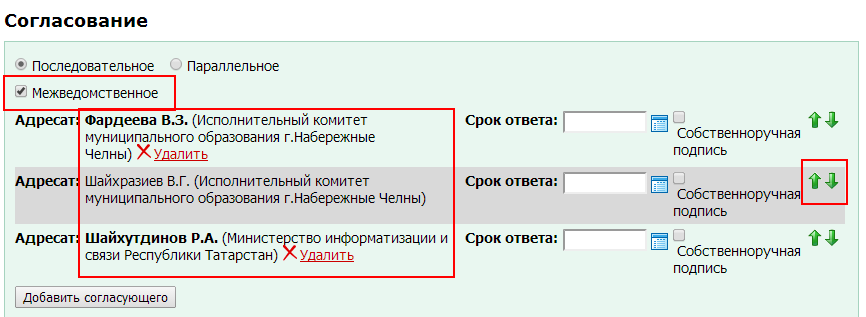 Согласование
Последовательное Параллельное
Межведомственное
Адресат: Фардеева В.З. (Исполнительный комитет
муниципального образования г.Набережные
Челны) Удалить
Срок ответа:
Собственноручная
подпись
Адресат: Шайхразиев В.Г. (Исполнительный комитет
муниципального образования г.Набережные Челны)
Срок ответа:
Собственноручная
подпись
Адресат: Шайхутдинов Р.А. (Министерство информатизации и
связи Республики Татарстан) Удалить
Срок ответа:
Собственноручная
подпись
Добавить согласующего